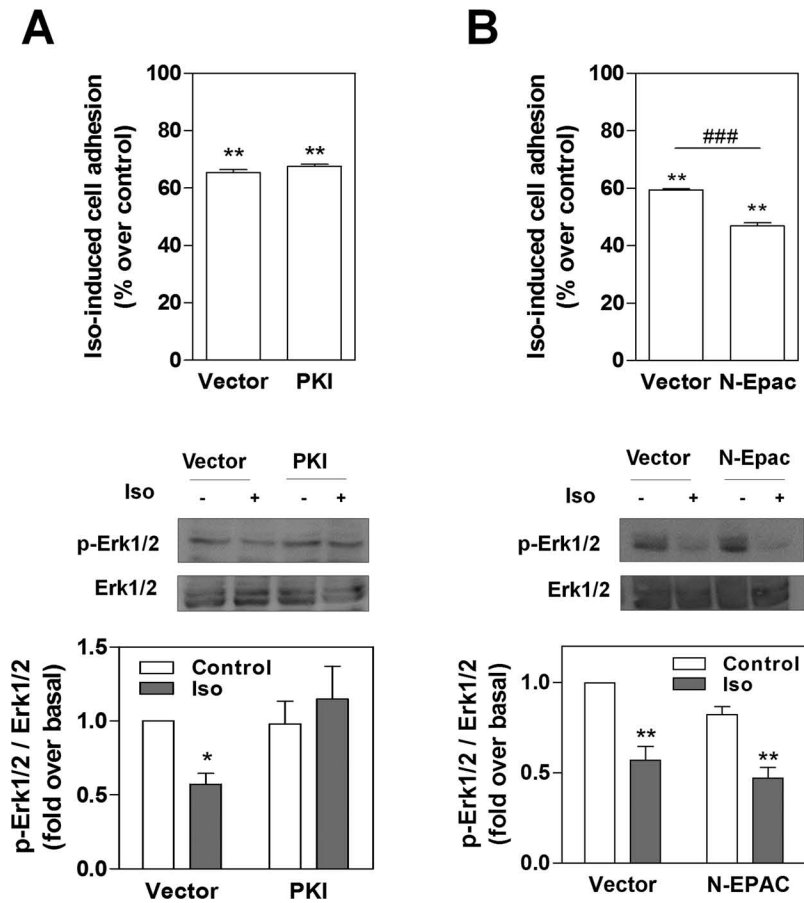 A
Iso-induced cell adhesion
(% over control)
100
80
60
40
20
0
**
**
Vector PKI
Vector PKI
Iso - + - +
p-Erk1/2
Erk1/2
p-Erk1/2 / Erk1/2
(fold over basal)
1.5
1.0
0.5
0.0
Control
Iso
*
Vector PKI
B
Iso-induced cell adhesion
(% over control)
100
80
60
40
20
0
###
**
**
Vector N-Epac
Vector N-Epac
Iso - + - +
p-Erk1/2
Erk1/2
p-Erk1/2 / Erk1/2
(fold over basal)
1.0
0.5
0.0
Control
Iso
**
**
Vector N-EPAC